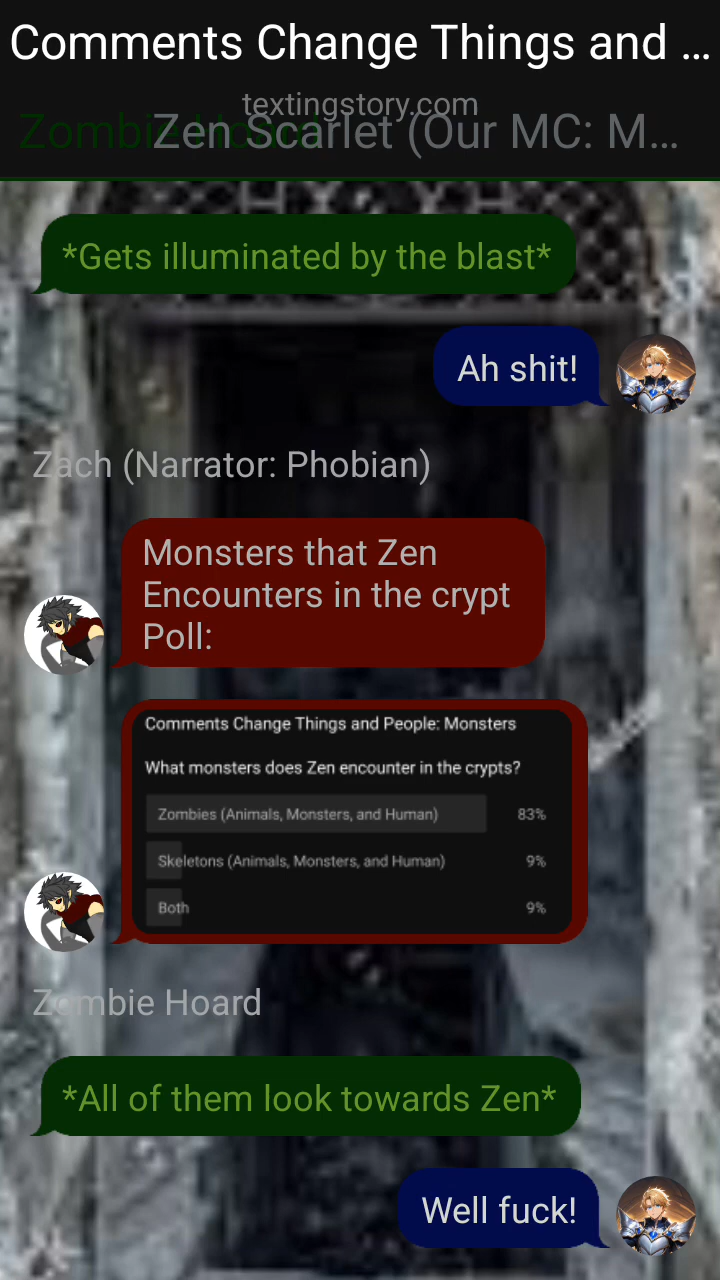 Comments Change Things and ...
textingstory.com
Zombie Hoard
Zen Scarlet (Our MC: M...
*Gets illuminated by the blast*
Ah shit!
Zach (Narrator: Phobian)
Monsters that Zen
Encounters in the crypt
Poll:
Comments Change Things and People: Monsters
What monsters does Zen encounter in the crypts?
Zombies (Animals, Monsters, and Human) 83%
Skeletons (Animals, Monsters, and Human) 9%
Both 9%
Zombie Hoard
*All of them look towards Zen*
Well fuck!